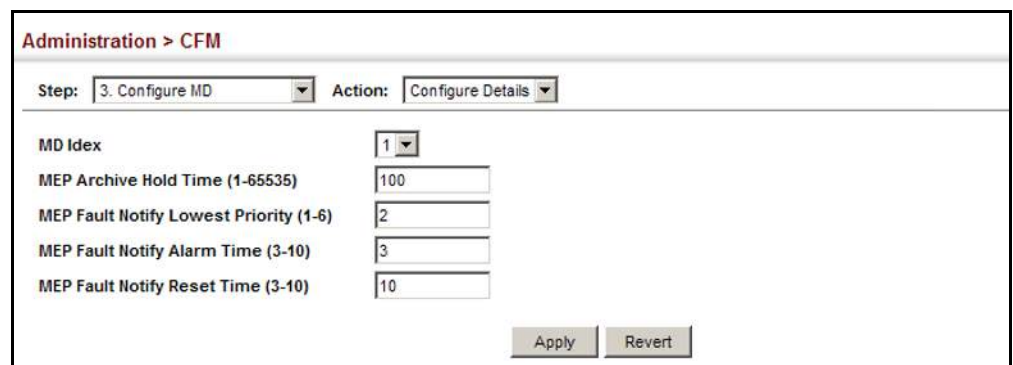 Administration > CFM
Step: 3. Configure MD Action: Configure Details
MD Idex 1
MEP Archive Hold Time (1-65535) 100
MEP Fault Notify Lowest Priority (1-6) 2
MEP Fault Notify Alarm Time (3-10) 3
MEP Fault Notify Reset Time (3-10) 10
Apply Revert